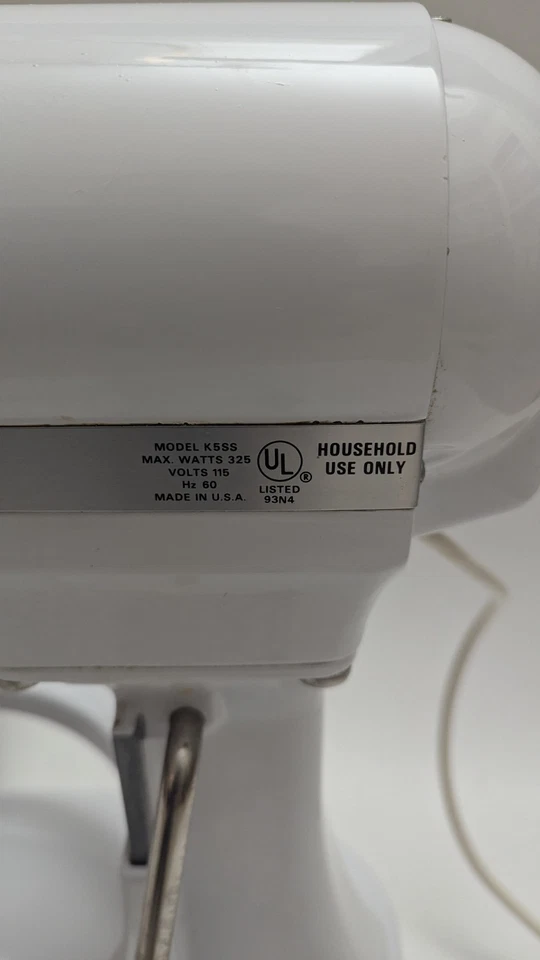 MODEL K5SS
MAX. WATTS 325
VOLTS 115
Hz 60
MADE IN U.S.A.
UL
®
LISTED
93N4
HOUSEHOLD
USE ONLY